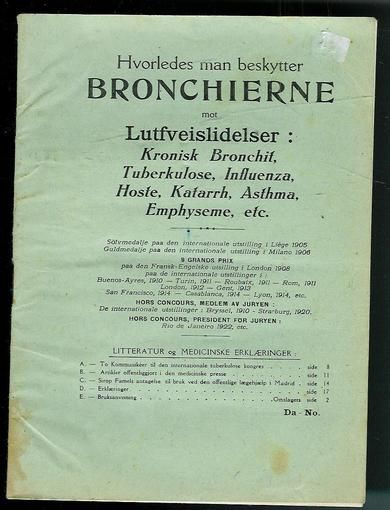 Hvorledes man beskytter
BRONCHIERNE
mot
Lutfveislidelser :
Kronisk Bronchit,
Tuberkulose, Influenza,
Hoste, Katarrh, Asthma,
Emphyseme, etc.
Sölvmedalje paa den internationale utstilling i Liège 1905
Guldmedalje paa den internationale utstilling i Milano 1906
9 GRANDS PRIX
paa den Fransk-Engelske utstilling i London 1908
paa de internationale utstillinger i :
Buenos-Ayres, 1910 — Turin, 1911 — Roubaix, 1911 — Rom, 1911
London, 1912 — Gent, 1913
San Francisco, 1914 — Casablanca, 1914 — Lyon, 1914, etc.
HORS CONCOURS, MEDLEM AV JURYEN :
De internationale utstillinger : Bryssel, 1910 - Strarburg, 1920.
HORS CONCOURS, PRESIDENT FOR JURYEN :
Rio de Janeiro 1922, etc.
LITTERATUR og MEDICINSKE ERKLÆRINGER :
A. — To Kommunikéer til den internationale tuberkulose kongres . . side 8
B. — Artikler offentliggjort i den medicinske presse . . . side 11
C. — Sirop Famels antagelse til bruk ved den offentlige lægehjælp i Madrid . side 14
D. — Erklæringer . . . . . . . . . side 17
E. — Bruksanvisning . . . . . . . . Omslagets side 2
Da - No.